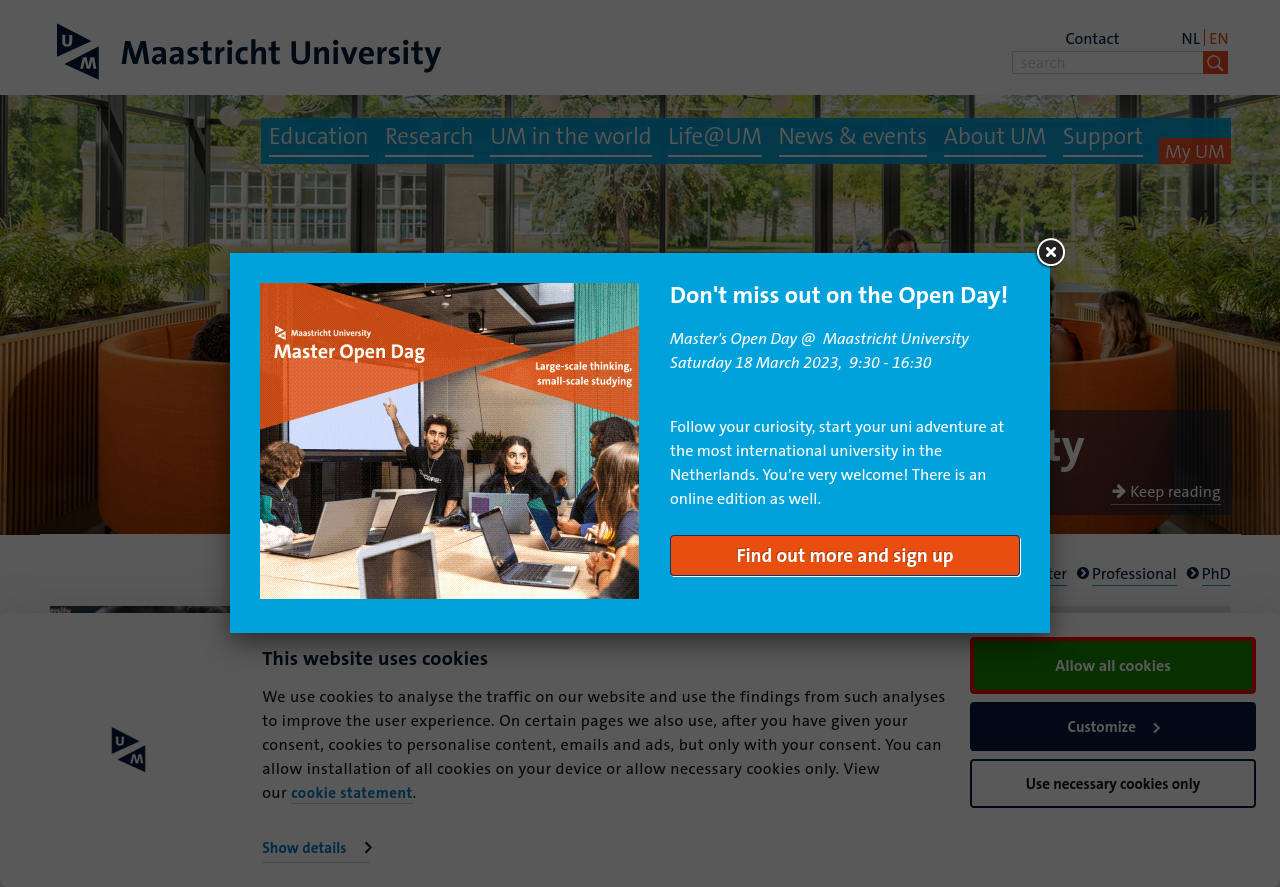 U
M
Maastricht University
Contact
NL EN
search
Education Research UM in the world Life@UM News & events About UM Support My UM
Maastricht University
Master Open Dag
Large-scale thinking,
small-scale studying
Don't miss out on the Open Day!
Master's Open Day @ Maastricht University
Saturday 18 March 2023, 9:30 - 16:30
Follow your curiosity, start your uni adventure at
the most international university in the
Netherlands. You’re very welcome! There is an
online edition as well.
Find out more and sign up
Keep reading
Professional PhD
This website uses cookies
We use cookies to analyse the traffic on our website and use the findings from such analyses
to improve the user experience. On certain pages we also use, after you have given your
consent, cookies to personalise content, emails and ads, but only with your consent. You can
allow installation of all cookies on your device or allow necessary cookies only. View
our cookie statement.
Show details
U
M
Allow all cookies
Customize
Use necessary cookies only